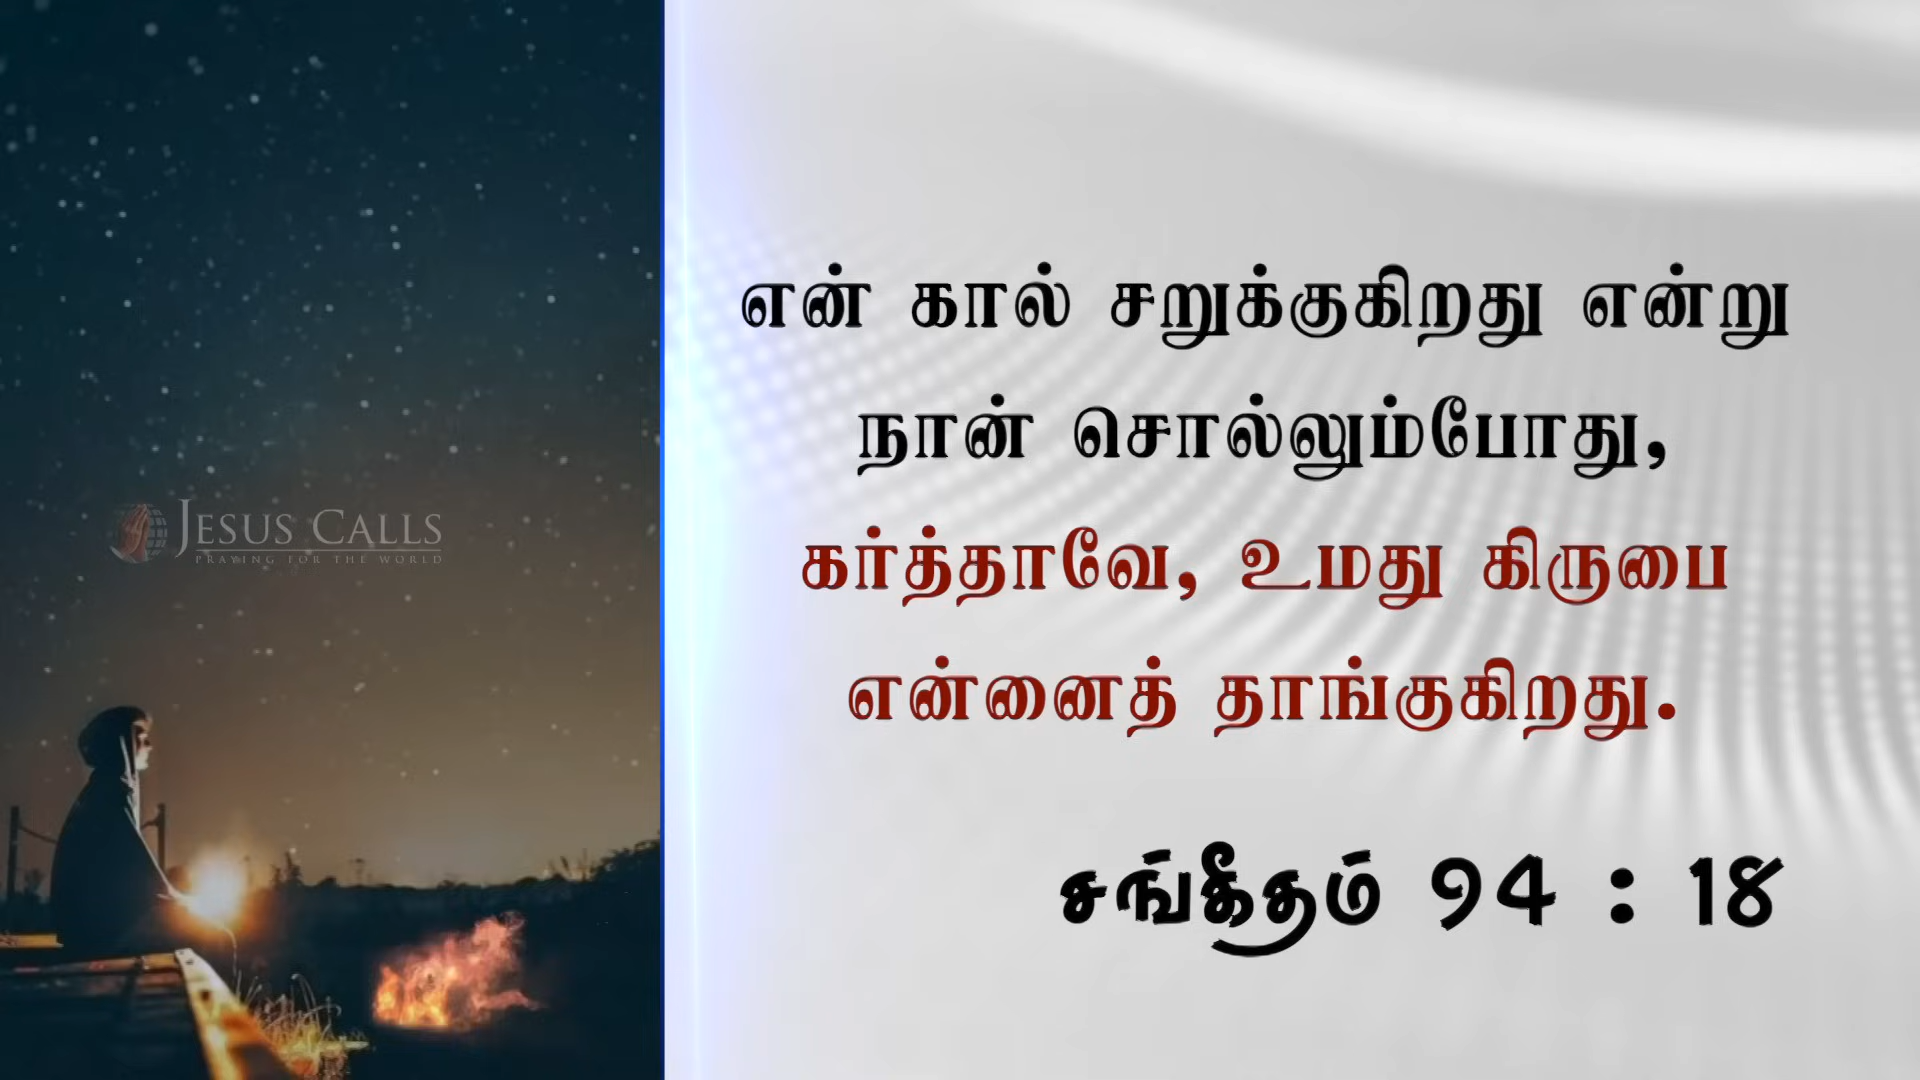 JESUS CALLS
PRAYING FOR THE WORLD
என் கால் சறுக்குகிறது என்று
நான் சொல்லும்போது,
கர்த்தாவே, உமது கிருபை
என்னைத் தாங்குகிறது.
சங்கீதம் 94 : 18